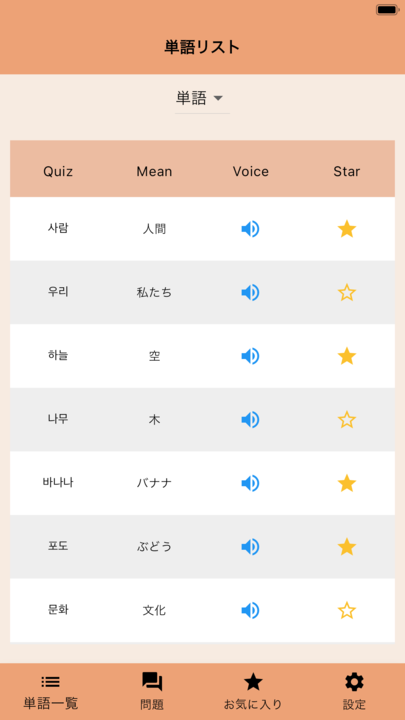 単語リスト
単語
Quiz Mean Voice Star
사람 人間
우리 私たち
하늘 空
나무 木
바나나 バナナ
포도 ぶどう
문화 文化
単語一覧 問題 お気に入り 設定